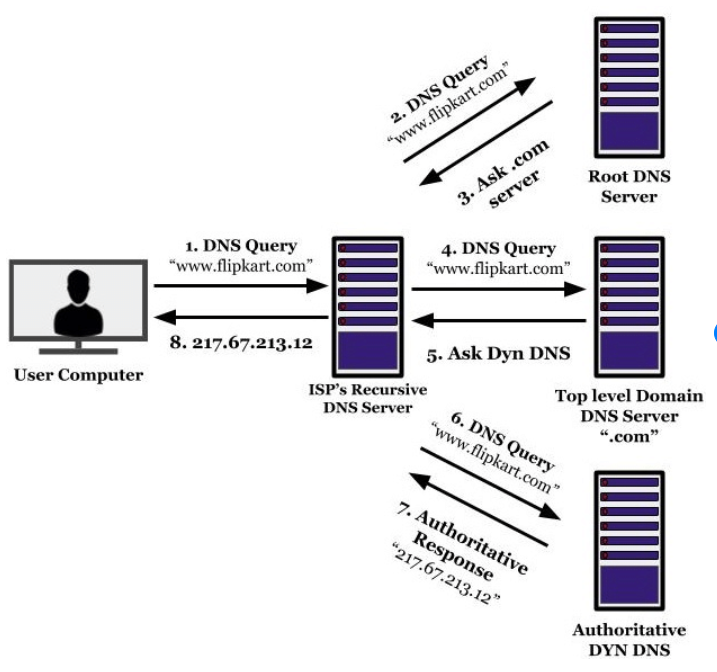 2. DNS Query
“www.flipkart.com”
3. Ask .com
server
Root DNS
Server
1. DNS Query
“www.flipkart.com”
8. 217.67.213.12
User Computer
ISP's Recursive
DNS Server
4. DNS Query
“www.flipkart.com”
5. Ask Dyn DNS
Top level Domain
DNS Server
“.com”
6. DNS Query
“www.flipkart.com”
7. Authoritative
Response
“217.67.213.12”
Authoritative
DYN DNS